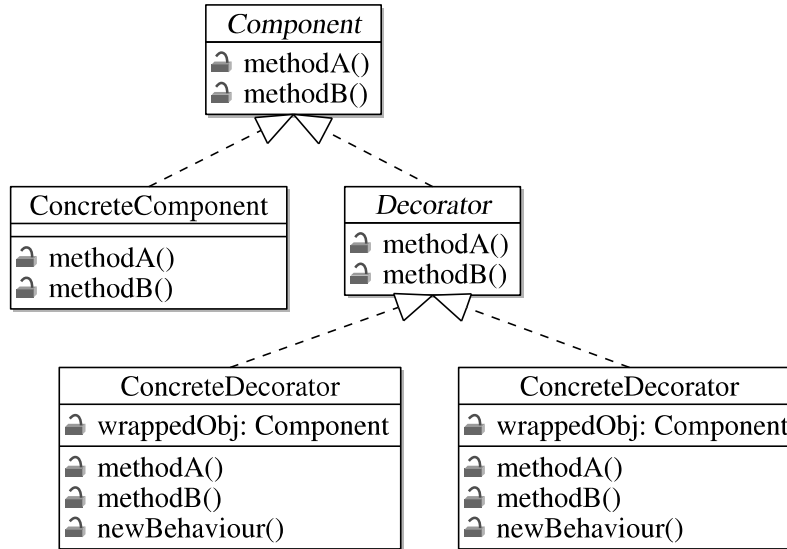 Component
methodA()
methodB()
ConcreteComponent
methodA()
methodB()
Decorator
methodA()
methodB()
ConcreteDecorator
wrappedObj: Component
methodA()
methodB()
newBehaviour()
ConcreteDecorator
wrappedObj: Component
methodA()
methodB()
newBehaviour()